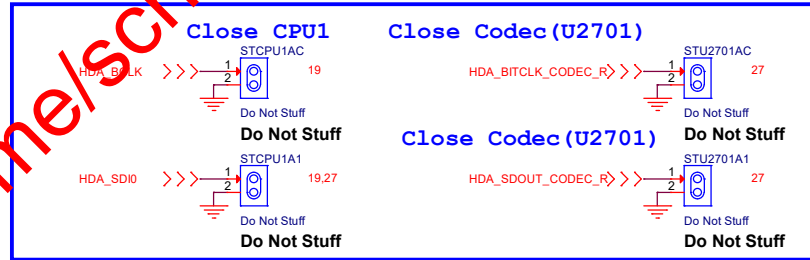 Close CPU1
STCPU1AC
HDA_BCLK
1
2
19
Do Not Stuff
Do Not Stuff
Close Codec(U2701)
STU2701AC
HDA_BITCLK_CODEC_R
1
2
27
Do Not Stuff
Do Not Stuff
STCPU1A1
HDA_SDI0
1
2
19,27
Do Not Stuff
Do Not Stuff
Close Codec(U2701)
STU2701A1
HDA_SDOUT_CODEC_R
1
2
27
Do Not Stuff
Do Not Stuff